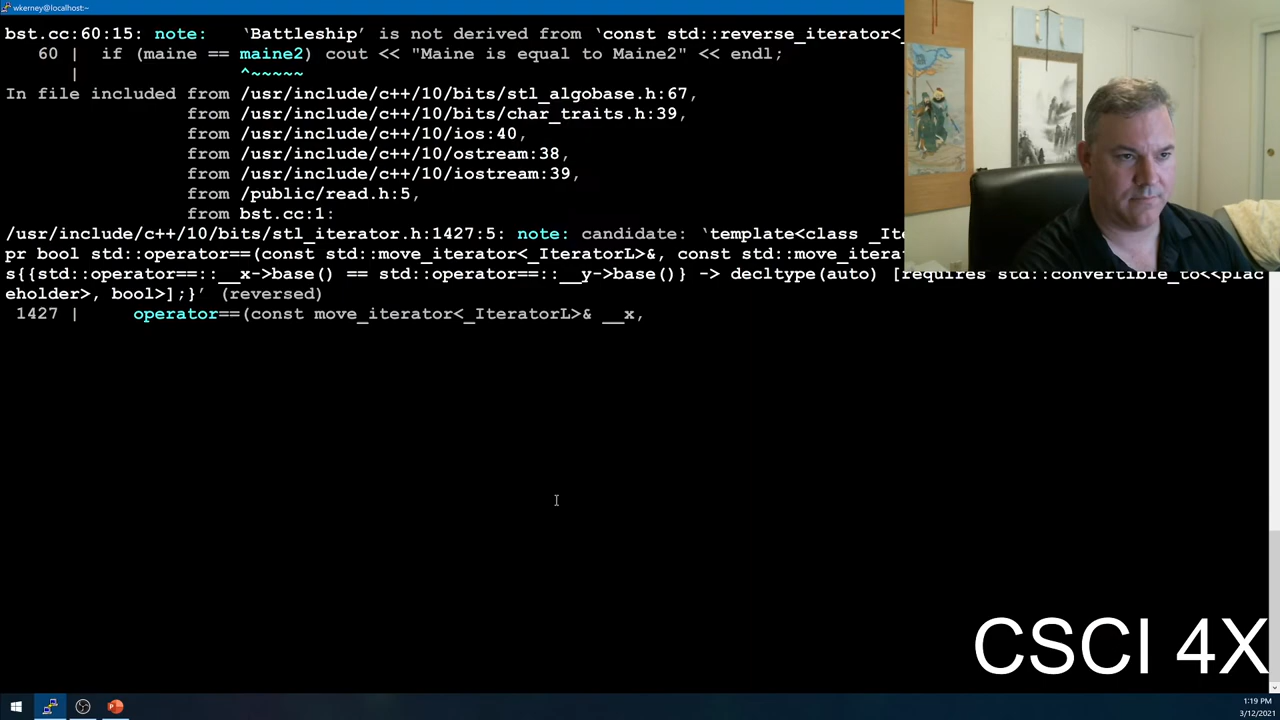 wkerney@localhost:~
bst.cc:60:15: note:   ‘Battleship’ is not derived from ‘const std::reverse_iterator<_
   60 |  if (maine == maine2) cout << "Maine is equal to Maine2" << endl;
      |               ^~~~~~
In file included from /usr/include/c++/10/bits/stl_algobase.h:67,
                 from /usr/include/c++/10/bits/char_traits.h:39,
                 from /usr/include/c++/10/ios:40,
                 from /usr/include/c++/10/ostream:38,
                 from /usr/include/c++/10/iostream:39,
                 from /public/read.h:5,
                 from bst.cc:1:
/usr/include/c++/10/bits/stl_iterator.h:1427:5: note: candidate: ‘template<class _Ite
pr bool std::operator==(const std::move_iterator<_IteratorL>&, const std::move_iterat
s{{std::operator==::__x->base() == std::operator==::__y->base()} -> decltype(auto) [requires std::convertible_to<<plac
eholder>, bool>];}’ (reversed)
 1427 |     operator==(const move_iterator<_IteratorL>& __x,
CSCI 4X
1:19 PM
3/12/2021